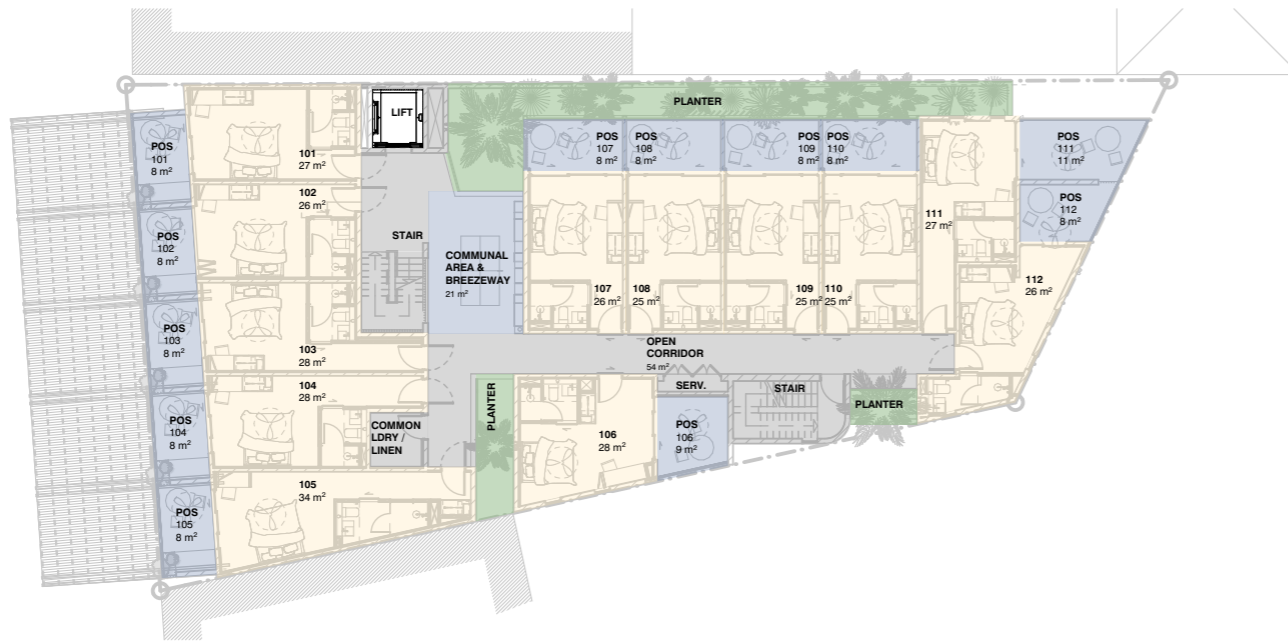 LIFT
PLANTER
POS
101
8 m²
101
27 m²
POS
107
8 m²
POS
108
8 m²
POS
109
8 m²
POS
110
8 m²
POS
111
11 m²
102
26 m²
POS
112
8 m²
POS
102
8 m²
STAIR
COMMUNAL
AREA &
BREEZEWAY
21 m²
111
27 m²
107
26 m²
108
25 m²
109
25 m²
110
25 m²
112
26 m²
POS
103
8 m²
103
28 m²
OPEN
CORRIDOR
54 m²
104
28 m²
SERV.
STAIR
PLANTER
PLANTER
POS
104
8 m²
COMMON
LDRY /
LINEN
106
28 m²
POS
106
9 m²
105
34 m²
POS
105
8 m²